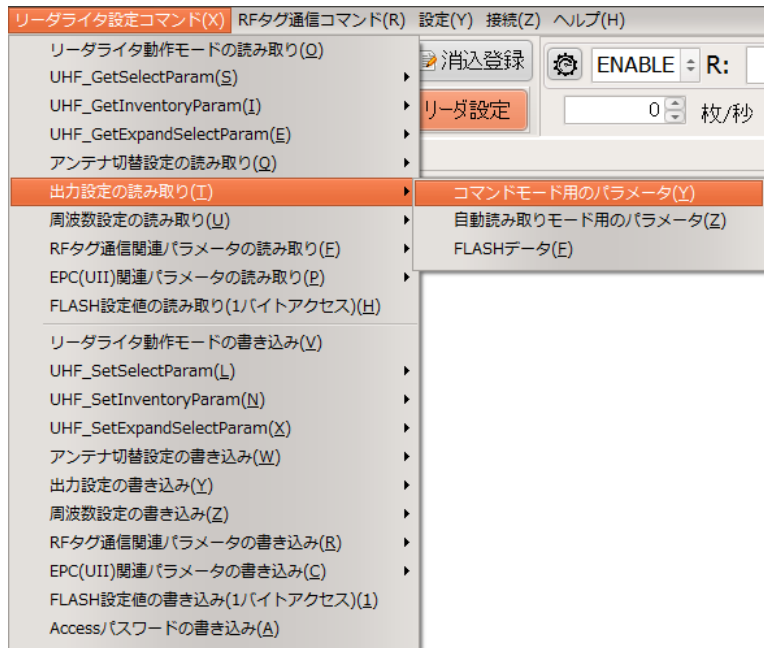 リーダライタ設定コマンド(X) RFタグ通信コマンド(R) 設定(Y) 接続(Z) ヘルプ(H)
消込登録 ENABLE R:
リーダ設定 0 枚/秒
リーダライタ動作モードの読み取り(O)
UHF_GetSelectParam(S)
UHF_GetInventoryParam(I)
UHF_GetExpandSelectParam(E)
アンテナ切替設定の読み取り(Q)
出力設定の読み取り(T)
コマンドモード用のパラメータ(Y)
自動読み取りモード用のパラメータ(Z)
FLASHデータ(F)
周波数設定の読み取り(U)
RFタグ通信関連パラメータの読み取り(F)
EPC(UII)関連パラメータの読み取り(P)
FLASH設定値の読み取り(1バイトアクセス)(H)
リーダライタ動作モードの書き込み(V)
UHF_SetSelectParam(L)
UHF_SetInventoryParam(N)
UHF_SetExpandSelectParam(X)
アンテナ切替設定の書き込み(W)
出力設定の書き込み(Y)
周波数設定の書き込み(Z)
RFタグ通信関連パラメータの書き込み(R)
EPC(UII)関連パラメータの書き込み(C)
FLASH設定値の書き込み(1バイトアクセス)(1)
Accessパスワードの書き込み(A)